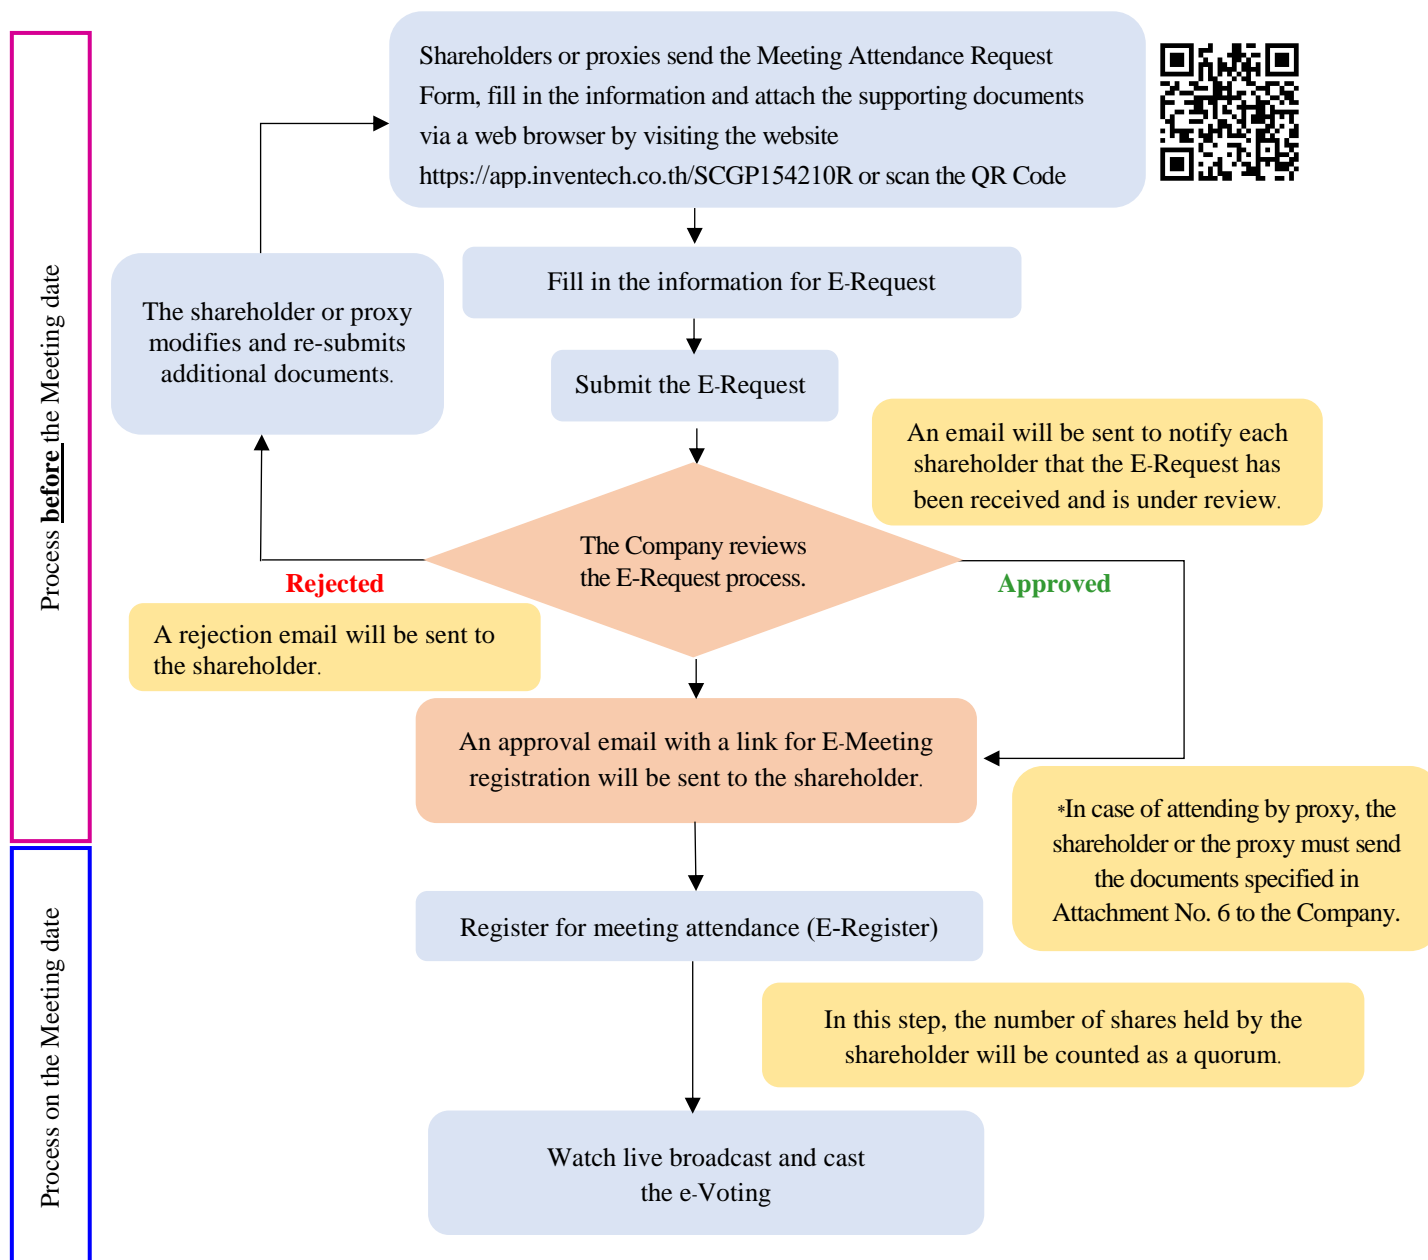 Process before the Meeting date
Shareholders or proxies send the Meeting Attendance Request
Form, fill in the information and attach the supporting documents
via a web browser by visiting the website
https://app.inventech.co.th/SCGP154210R or scan the QR Code
Fill in the information for E-Request
The shareholder or proxy
modifies and re-submits
additional documents.
Submit the E-Request
An email will be sent to notify each
shareholder that the E-Request has
been received and is under review.
The Company reviews
the E-Request process.
Rejected
Approved
A rejection email will be sent to
the shareholder.
An approval email with a link for E-Meeting
registration will be sent to the shareholder.
*In case of attending by proxy, the
shareholder or the proxy must send
the documents specified in
Attachment No. 6 to the Company.
Process on the Meeting date
Register for meeting attendance (E-Register)
In this step, the number of shares held by the
shareholder will be counted as a quorum.
Watch live broadcast and cast
the e-Voting